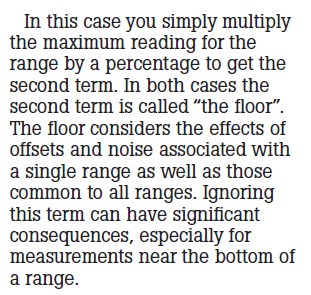 In this case you simply multiply
the maximum reading for the
range by a percentage to get the
second term. In both cases the
second term is called “the floor”.
The floor considers the effects of
offsets and noise associated with
a single range as well as those
common to all ranges. Ignoring
this term can have significant
consequences, especially for
measurements near the bottom of
a range.